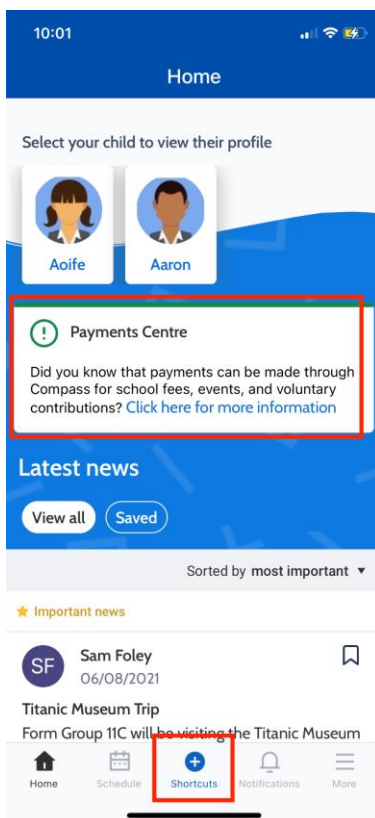 10:01
Home
Select your child to view their profile
Aoife
Aaron
Payments Centre
Did you know that payments can be made through
Compass for school fees, events, and voluntary
contributions? Click here for more information
Latest news
View all
Saved
Sorted by most important
Important news
SF
Sam Foley
06/08/2021
Titanic Museum Trip
Form Group 11C will be visiting the Titanic Museum
Home
Schedule
Shortcuts
Notifications
More